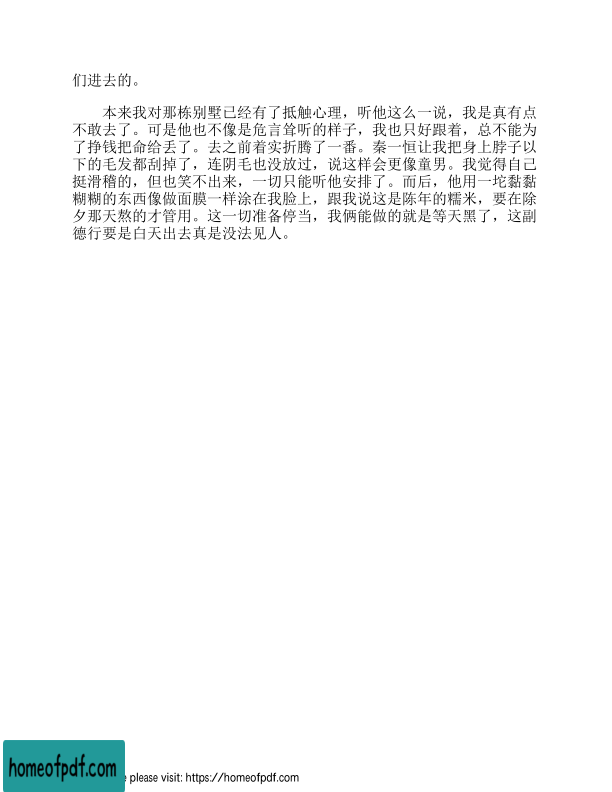 们进去的。
本来我对那栋别墅已经有了抵触心理，听他这么一说，我是真有点
不敢去了。可是他也不像是危言耸听的样子，我也只好跟着，总不能为
了挣钱把命给丢了。去之前着实折腾了一番。秦一恒让我把身上脖子以
下的毛发都刮掉了，连阴毛也没放过，说这样会更像童男。我觉得自己
挺滑稽的，但也笑不出来，一切只能听他安排了。而后，他用一坨黏黏
糊糊的东西像做面膜一样涂在我脸上，跟我说这是陈年的糯米，要在除
夕那天熬的才管用。这一切准备停当，我俩能做的就是等天黑了，这副
德行要是白天出去真是没法见人。
homeofpdf.com
please visit: https://homeofpdf.com